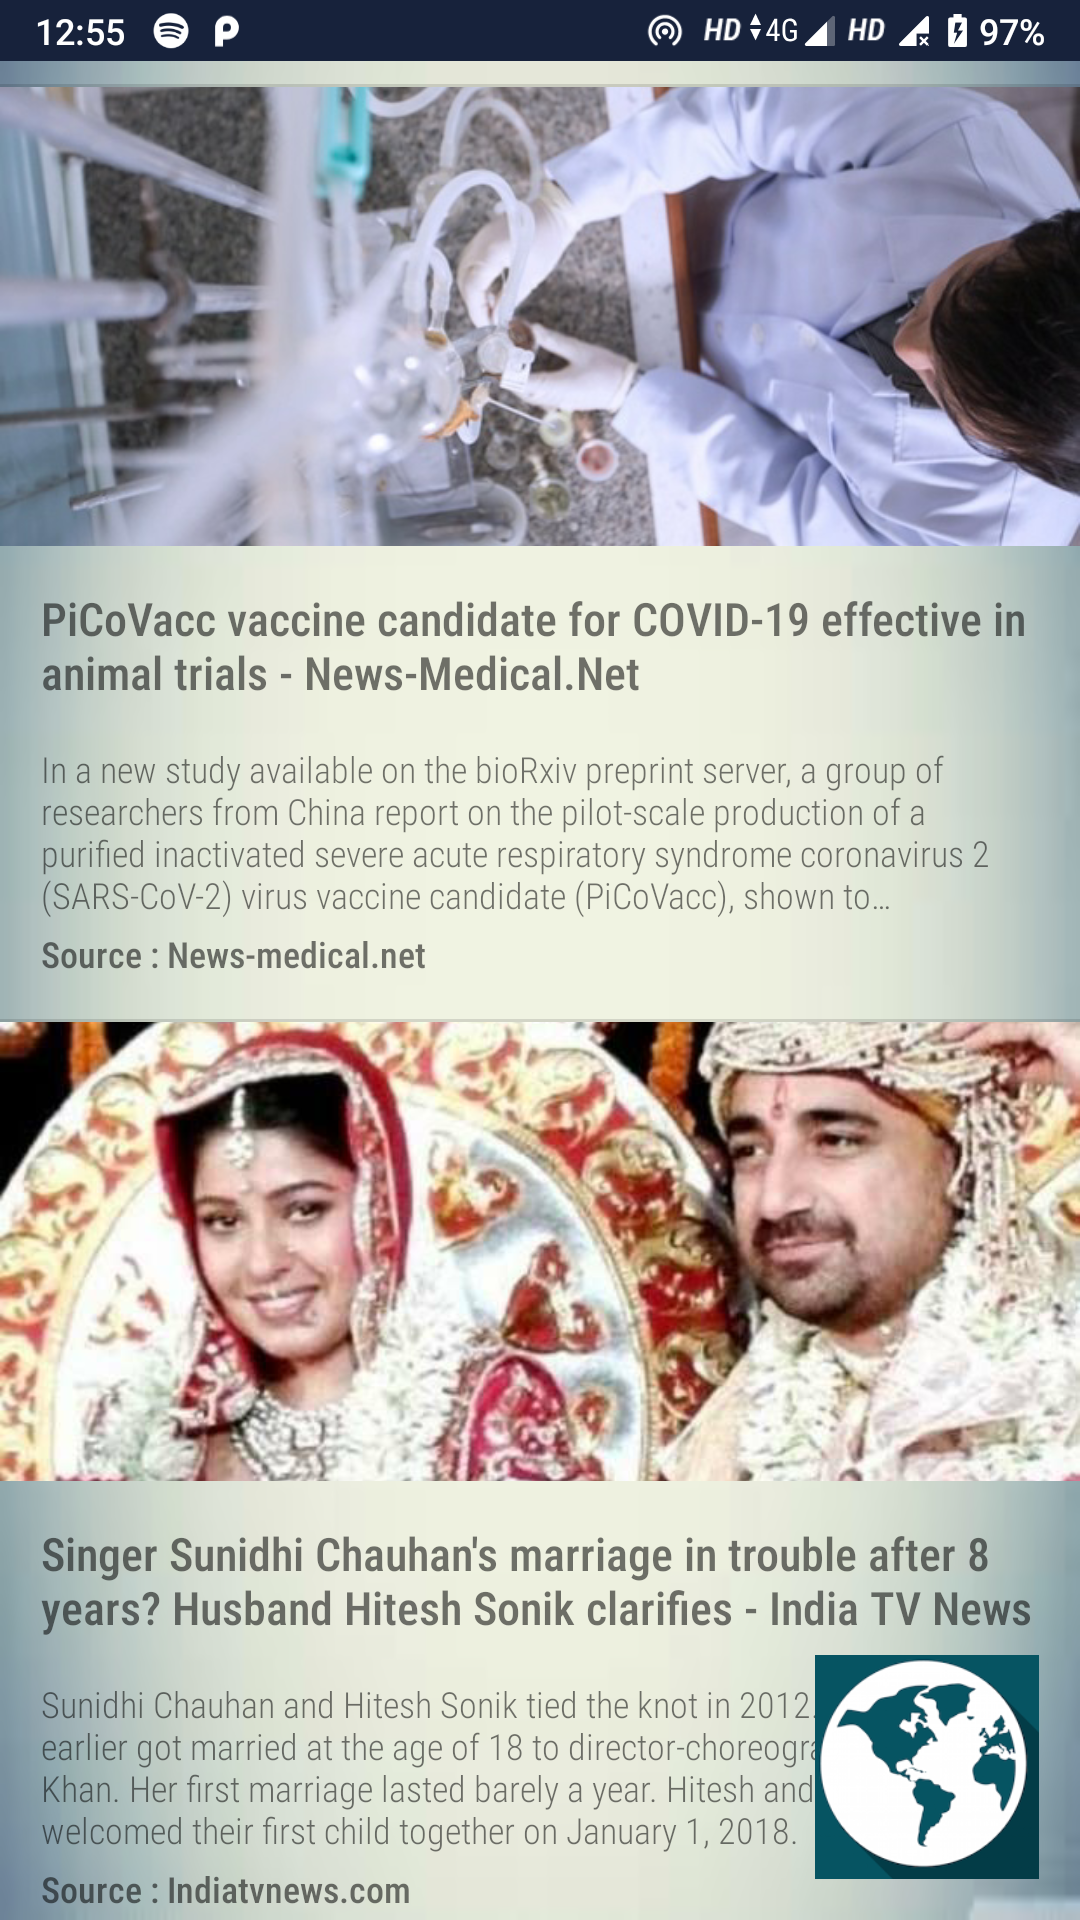 12:55 HD 4G HD 97%
PiCoVacc vaccine candidate for COVID-19 effective in
animal trials - News-Medical.Net
In a new study available on the bioRxiv preprint server, a group of
researchers from China report on the pilot-scale production of a
purified inactivated severe acute respiratory syndrome coronavirus 2
(SARS-CoV-2) virus vaccine candidate (PiCoVacc), shown to…
Source : News-medical.net
Singer Sunidhi Chauhan's marriage in trouble after 8
years? Husband Hitesh Sonik clarifies - India TV News
Sunidhi Chauhan and Hitesh Sonik tied the knot in 2012.
earlier got married at the age of 18 to
Khan. Her first marriage lasted barely a year. Hitesh and
welcomed their first child together on January 1, 2018.
Source : Indiatvnews.com